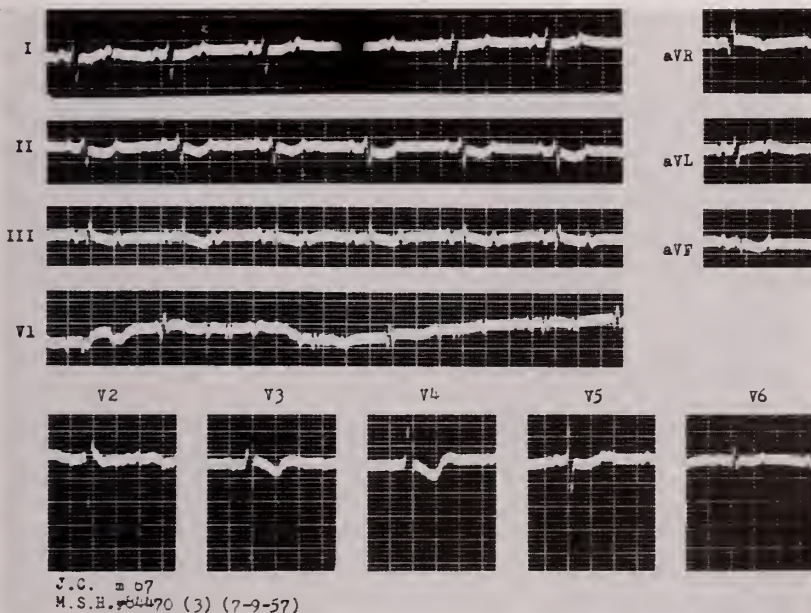 I
aVR
II
aVL
III
aVF
V1
V2 V3 V4 V5 V6
J.C. m 67
M.S.H. (3) (7-9-57)